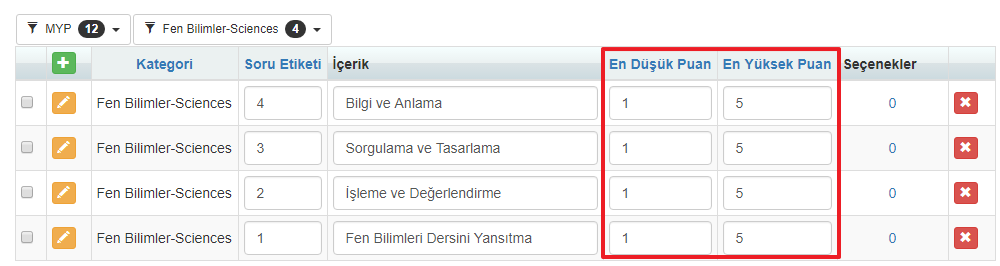 MYP 12 Fen Bilimler-Sciences 4
Kategori Soru Etiketi İçerik En Düşük Puan En Yüksek Puan Seçenekler
Fen Bilimler-Sciences 4 Bilgi ve Anlama 1 5 0
Fen Bilimler-Sciences 3 Sorgulama ve Tasarlama 1 5 0
Fen Bilimler-Sciences 2 İşleme ve Değerlendirme 1 5 0
Fen Bilimler-Sciences 1 Fen Bilimleri Dersini Yansıtma 1 5 0